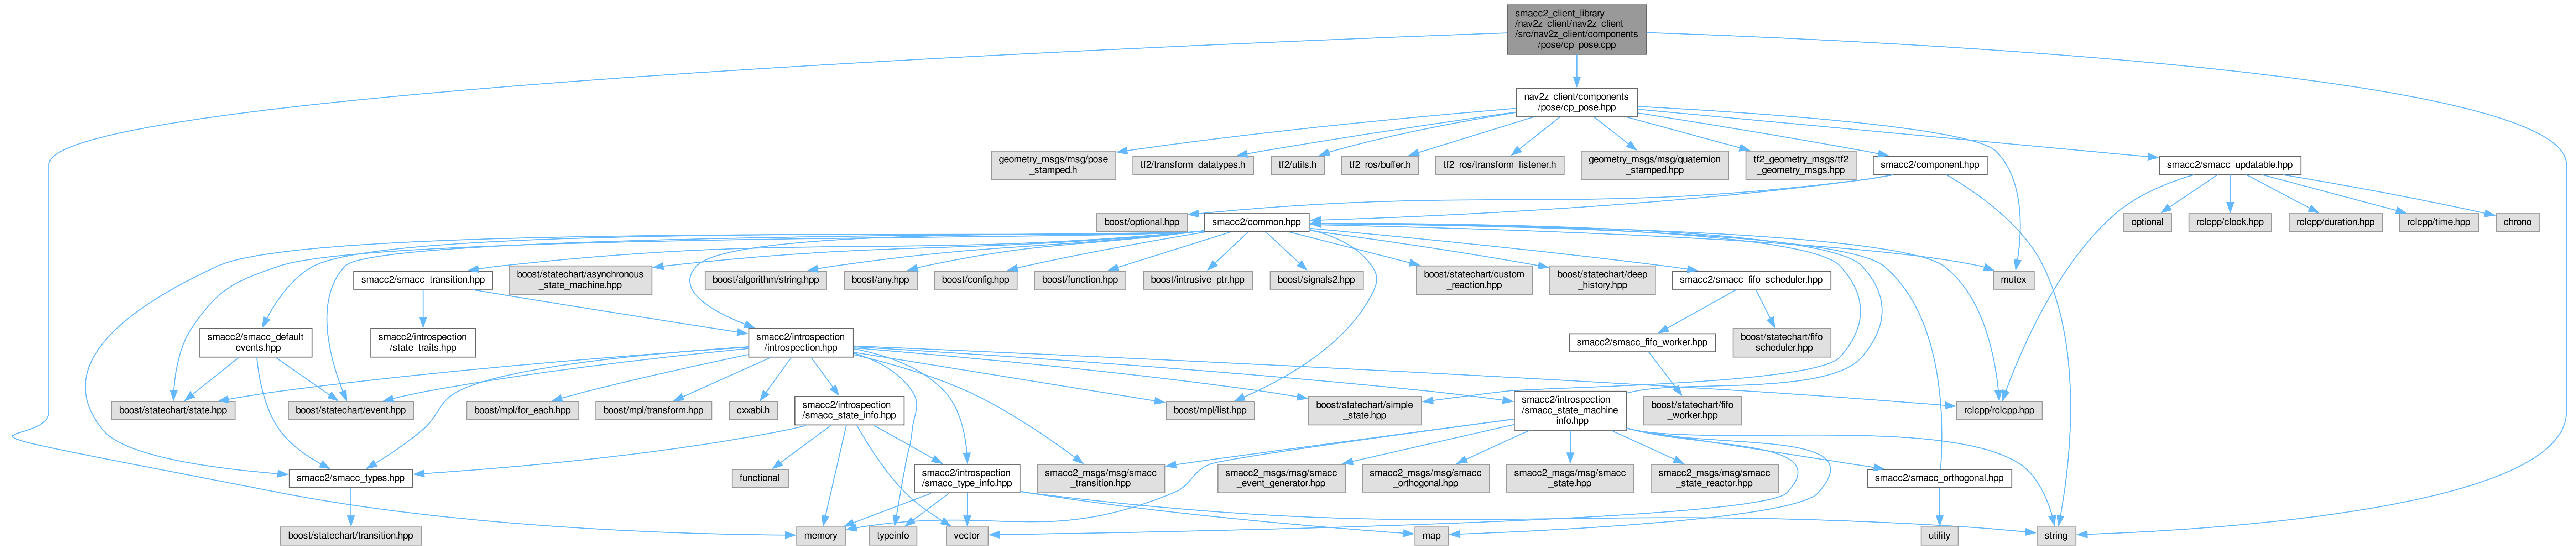 smacc2_client_library
/nav2z_client/nav2z_client
/src/nav2z_client/components
/pose/cp_pose.cpp
nav2z_client/components
/pose/cp_pose.hpp
geometry_msgs/msg/pose
_stamped.h
tf2/transform_datatypes.h
tf2/utils.h
tf2_ros/buffer.h
tf2_ros/transform_listener.h
geometry_msgs/msg/quaternion
_stamped.hpp
tf2_geometry_msgs/tf2
_geometry_msgs.hpp
smacc2/component.hpp
smacc2/smacc_updatable.hpp
boost/optional.hpp
smacc2/common.hpp
optional
rclcpp/clock.hpp
rclcpp/duration.hpp
rclcpp/time.hpp
chrono
smacc2/smacc_transition.hpp
boost/statechart/asynchronous
_state_machine.hpp
boost/algorithm/string.hpp
boost/any.hpp
boost/config.hpp
boost/function.hpp
boost/intrusive_ptr.hpp
boost/signals2.hpp
boost/statechart/custom
_reaction.hpp
boost/statechart/deep
_history.hpp
smacc2/smacc_fifo_scheduler.hpp
mutex
smacc2/smacc_default
_events.hpp
smacc2/introspection
/state_traits.hpp
smacc2/introspection
/introspection.hpp
smacc2/smacc_fifo_worker.hpp
boost/statechart/fifo
_scheduler.hpp
boost/statechart/state.hpp
boost/statechart/event.hpp
boost/mpl/for_each.hpp
boost/mpl/transform.hpp
cxxabi.h
smacc2/introspection
/smacc_state_info.hpp
boost/mpl/list.hpp
boost/statechart/simple
_state.hpp
smacc2/introspection
/smacc_state_machine
_info.hpp
boost/statechart/fifo
_worker.hpp
rclcpp/rclcpp.hpp
smacc2/smacc_types.hpp
functional
smacc2/introspection
/smacc_type_info.hpp
smacc2_msgs/msg/smacc
_transition.hpp
smacc2_msgs/msg/smacc
_event_generator.hpp
smacc2_msgs/msg/smacc
_orthogonal.hpp
smacc2_msgs/msg/smacc
_state.hpp
smacc2_msgs/msg/smacc
_state_reactor.hpp
smacc2/smacc_orthogonal.hpp
boost/statechart/transition.hpp
memory
typeinfo
vector
map
utility
string